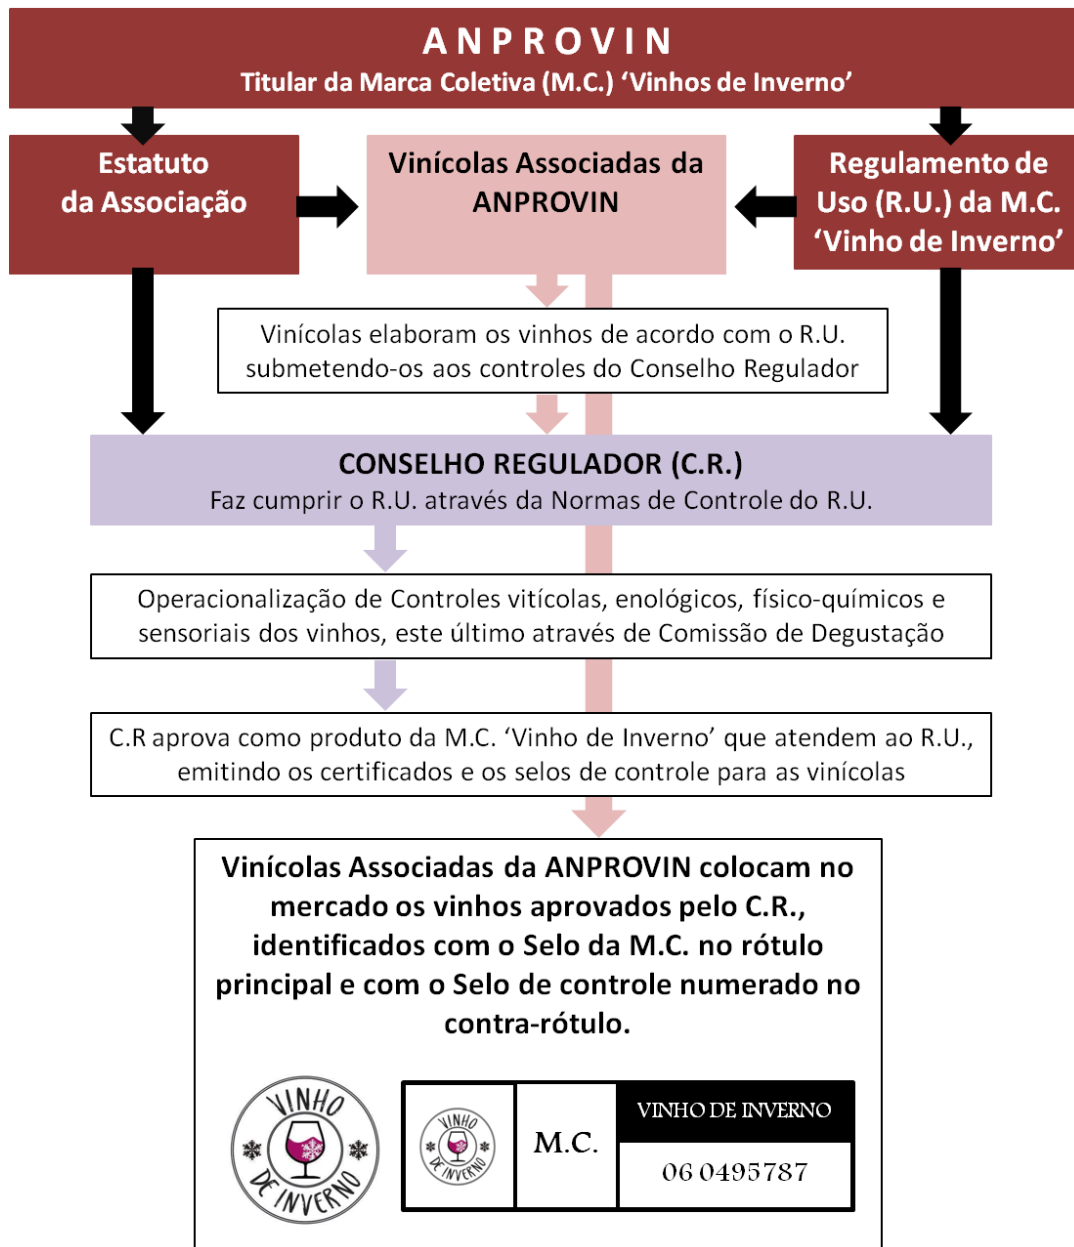 ANPROVIN
Titular da Marca Coletiva (M.C.) ‘Vinhos de Inverno’
Estatuto
da Associação
Vinícolas Associadas da
ANPROVIN
Regulamento de
Uso (R.U.) da M.C.
‘Vinho de Inverno’
Vinícolas elaboram os vinhos de acordo com o R.U.
submetendo-os aos controles do Conselho Regulador
CONSELHO REGULADOR (C.R.)
Faz cumprir o R.U. através da Normas de Controle do R.U.
Operacionalização de Controles vitícolas, enológicos, físico-químicos e
sensoriais dos vinhos, este último através de Comissão de Degustação
C.R aprova como produto da M.C. ‘Vinho de Inverno’ que atendem ao R.U.,
emitindo os certificados e os selos de controle para as vinícolas
Vinícolas Associadas da ANPROVIN colocam no
mercado os vinhos aprovados pelo C.R.,
identificados com o Selo da M.C. no rótulo
principal e com o Selo de controle numerado no
contra-rótulo.
VINHO
DE INVERNO
VINHO
DE INVERNO
M.C.
VINHO DE INVERNO
06 0495787